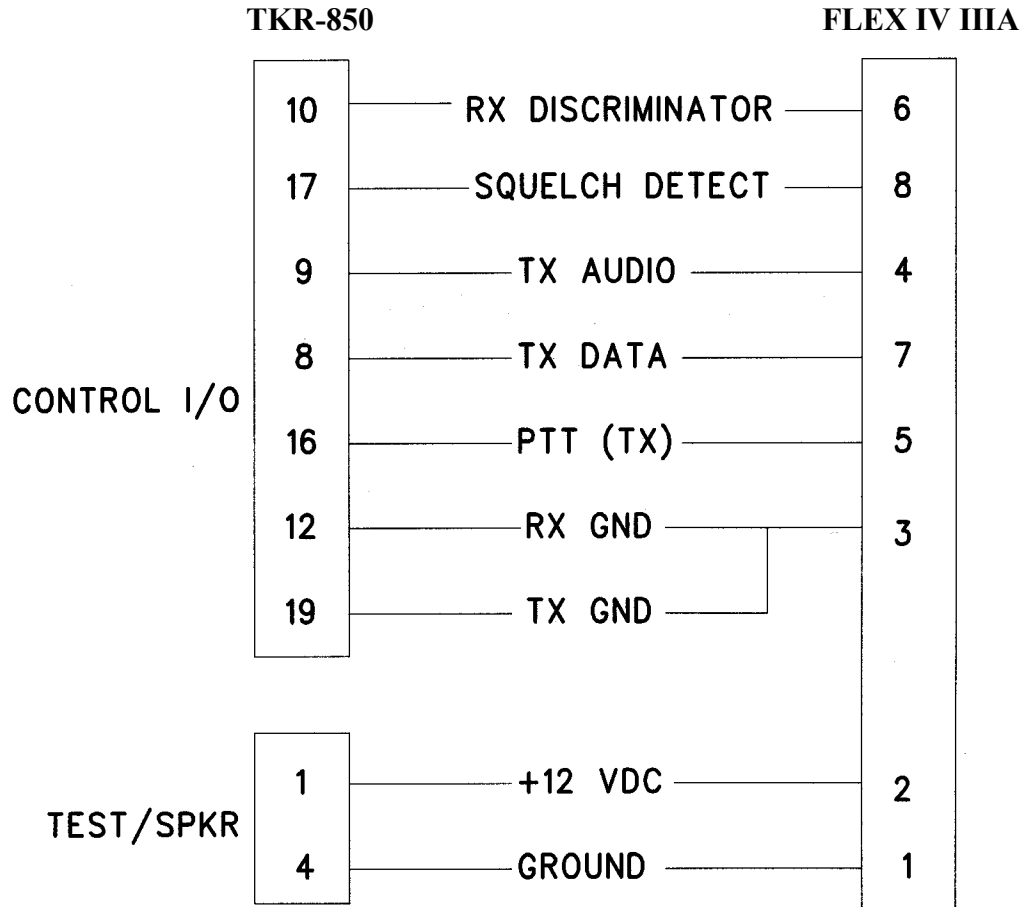 TKR-850 FLEX IV IIIA
10 RX DISCRIMINATOR 6
17 SQUELCH DETECT 8
9 TX AUDIO 4
8 TX DATA 7
CONTROL I/O
16 PTT (TX) 5
12 RX GND 3
19 TX GND
1 +12 VDC 2
TEST/SPKR
4 GROUND 1